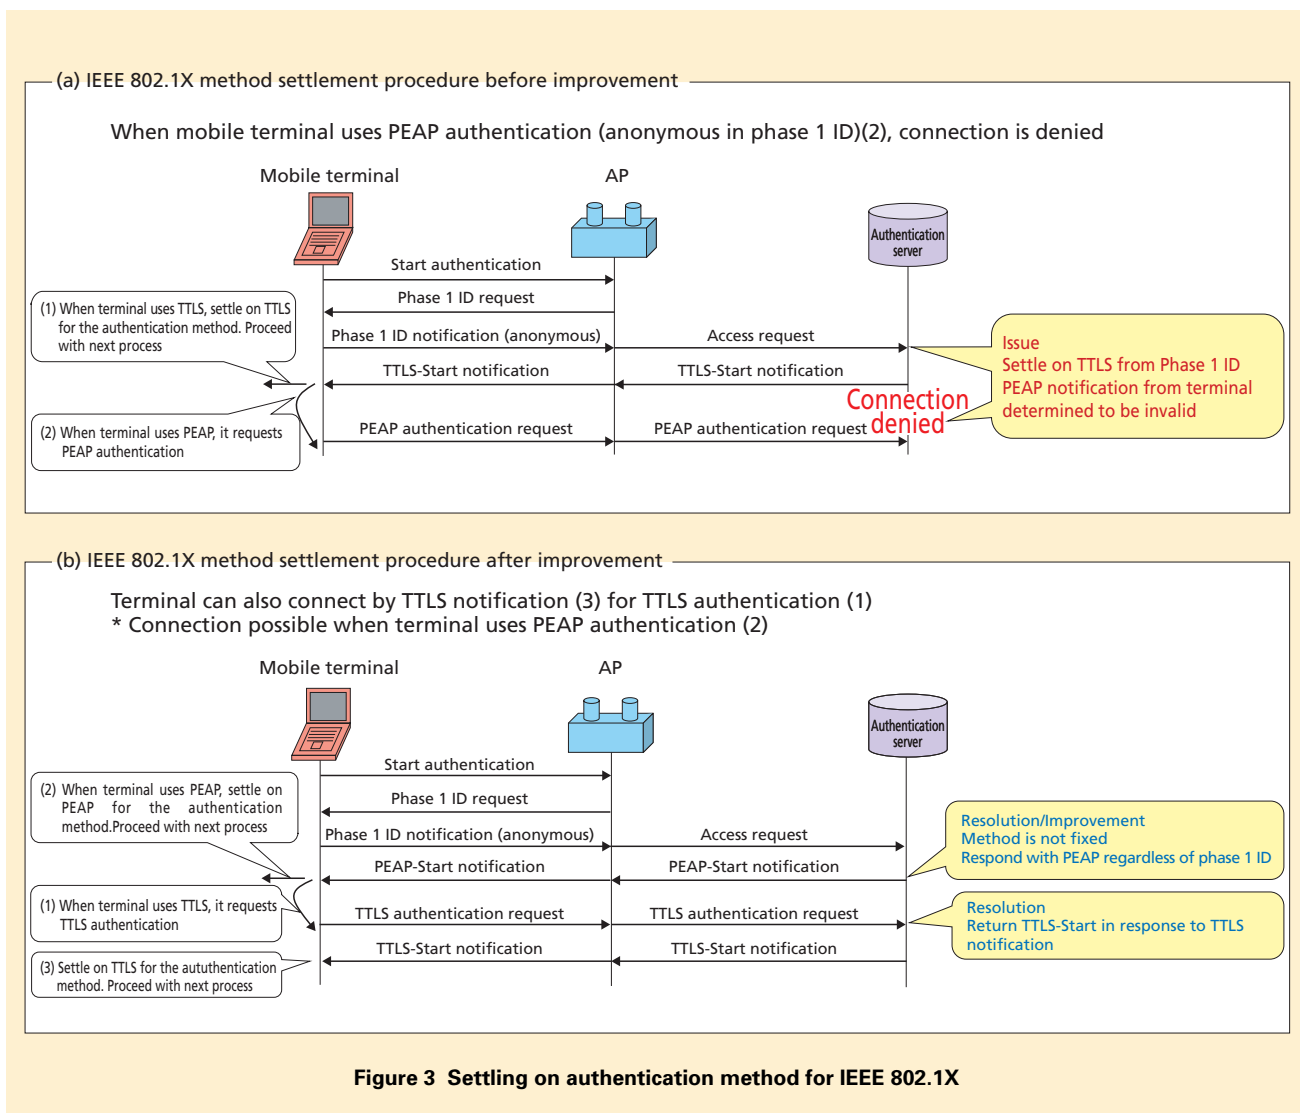 (a) IEEE 802.1X method settlement procedure before improvement
When mobile terminal uses PEAP authentication (anonymous in phase 1 ID)(2), connection is denied
Mobile terminal
AP
Authentication
server
Start authentication
Phase 1 ID request
(1) When terminal uses TTLS, settle on TTLS
for the authentication method. Proceed
with next process
Phase 1 ID notification (anonymous)
Access request
Issue
Settle on TTLS from Phase 1 ID
PEAP notification from terminal
determined to be invalid
TTLS-Start notification
TTLS-Start notification
Connection
denied
(2) When terminal uses PEAP, it requests
PEAP authentication
PEAP authentication request
PEAP authentication request
(b) IEEE 802.1X method settlement procedure after improvement
Terminal can also connect by TTLS notification (3) for TTLS authentication (1)
* Connection possible when terminal uses PEAP authentication (2)
Mobile terminal
AP
Authentication
server
Start authentication
(2) When terminal uses PEAP, settle on
PEAP for the authentication
method.Proceed with next process
Phase 1 ID request
Phase 1 ID notification (anonymous)
Access request
Resolution/Improvement
Method is not fixed
Respond with PEAP regardless of phase 1 ID
PEAP-Start notification
PEAP-Start notification
(1) When terminal uses TTLS, it requests
TTLS authentication
TTLS authentication request
TTLS authentication request
Resolution
Return TTLS-Start in response to TTLS
notification
TTLS-Start notification
TTLS-Start notification
(3) Settle on TTLS for the aututhentication
method. Proceed with next process
Figure 3 Settling on authentication method for IEEE 802.1X